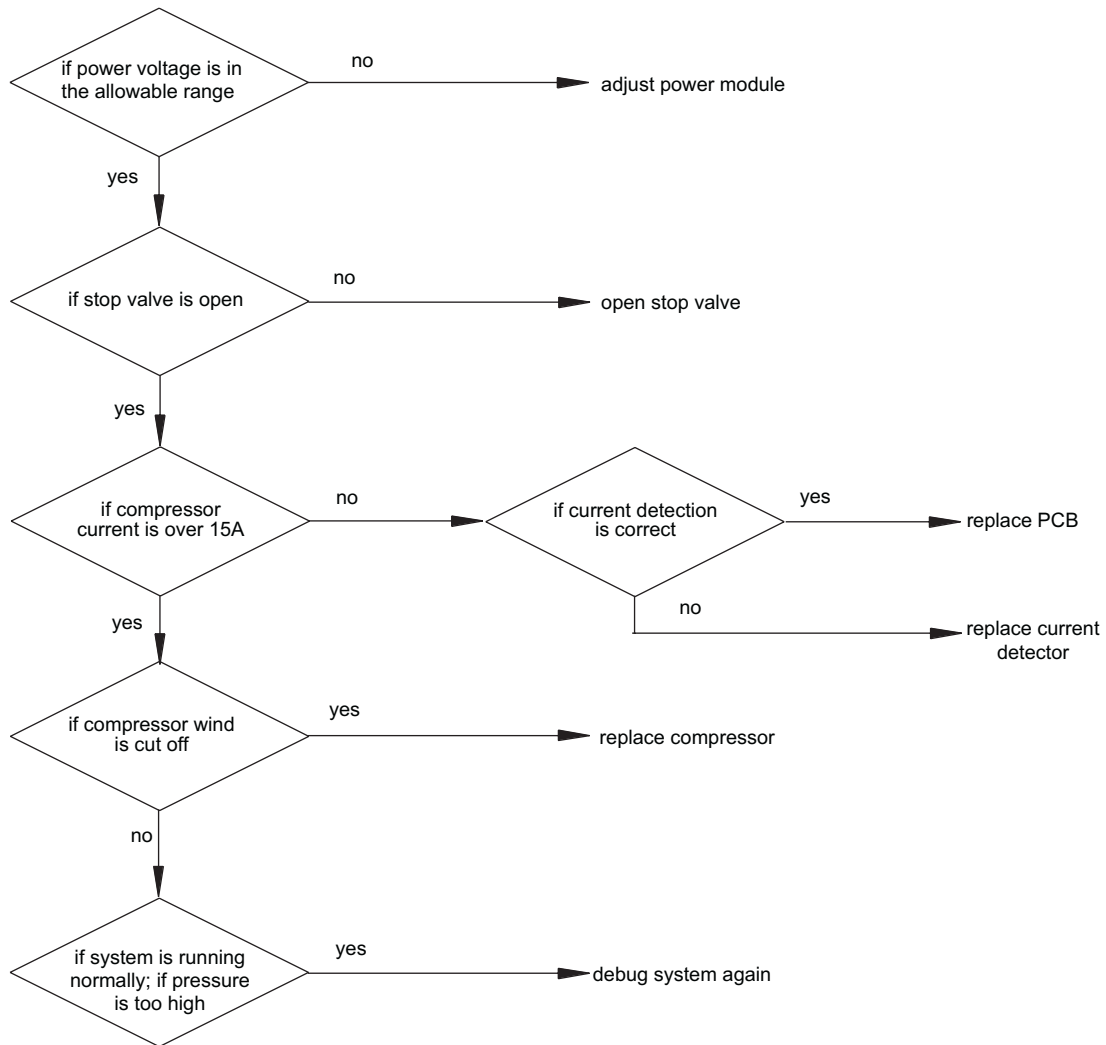 if power voltage is in
the allowable range
no
adjust power module
yes
if stop valve is open
no
open stop valve
yes
if compressor
current is over 15A
no
if current detection
is correct
yes
replace PCB
no
replace current
detector
yes
if compressor wind
is cut off
yes
replace compressor
no
if system is running
normally; if pressure
is too high
yes
debug system again